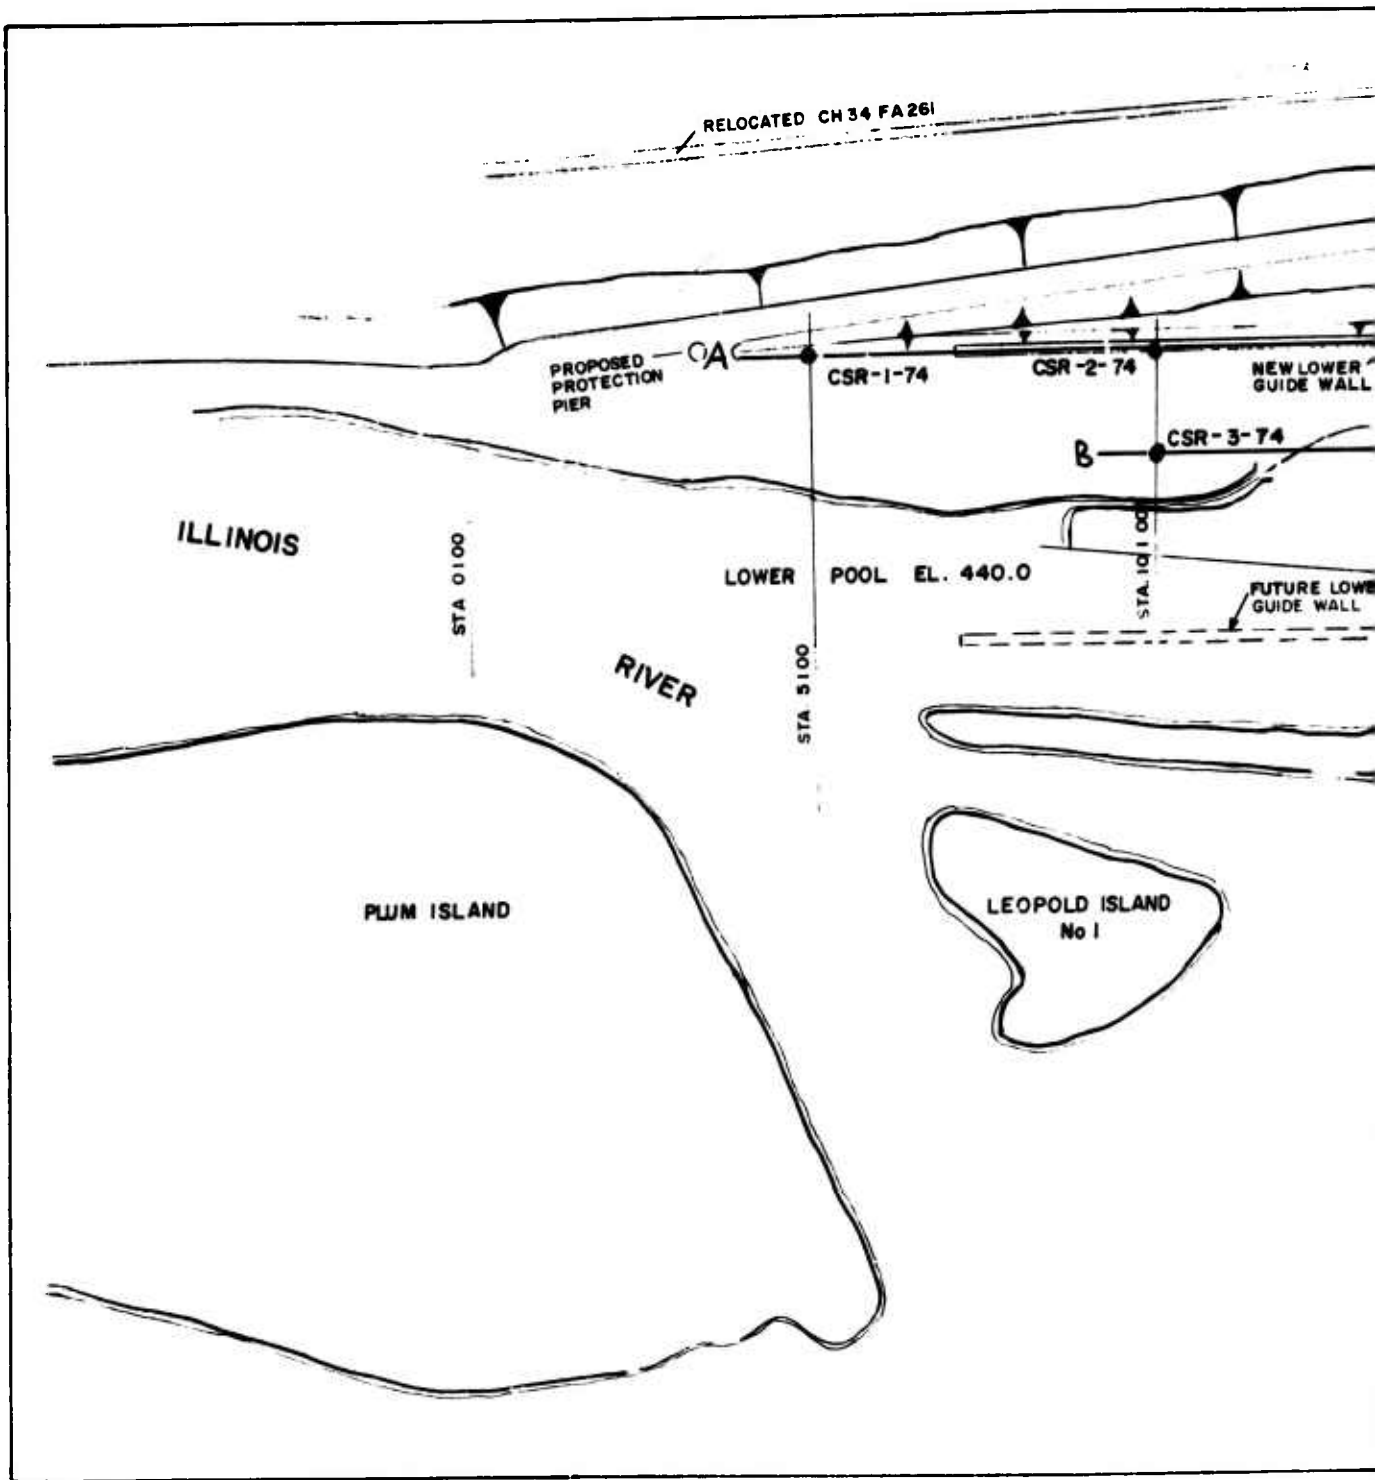 RELOCATED CH 34 FA 261
PROPOSED
PROTECTION
PIER
A
CSR-1-74
CSR-2-74
NEW LOWER
GUIDE WALL
B
CSR-3-74
ILLINOIS
STA 0100
LOWER POOL EL. 440.0
STA. 10100
FUTURE LOWE
GUIDE WALL
RIVER
STA 5100
PLUM ISLAND
LEOPOLD ISLAND
No 1